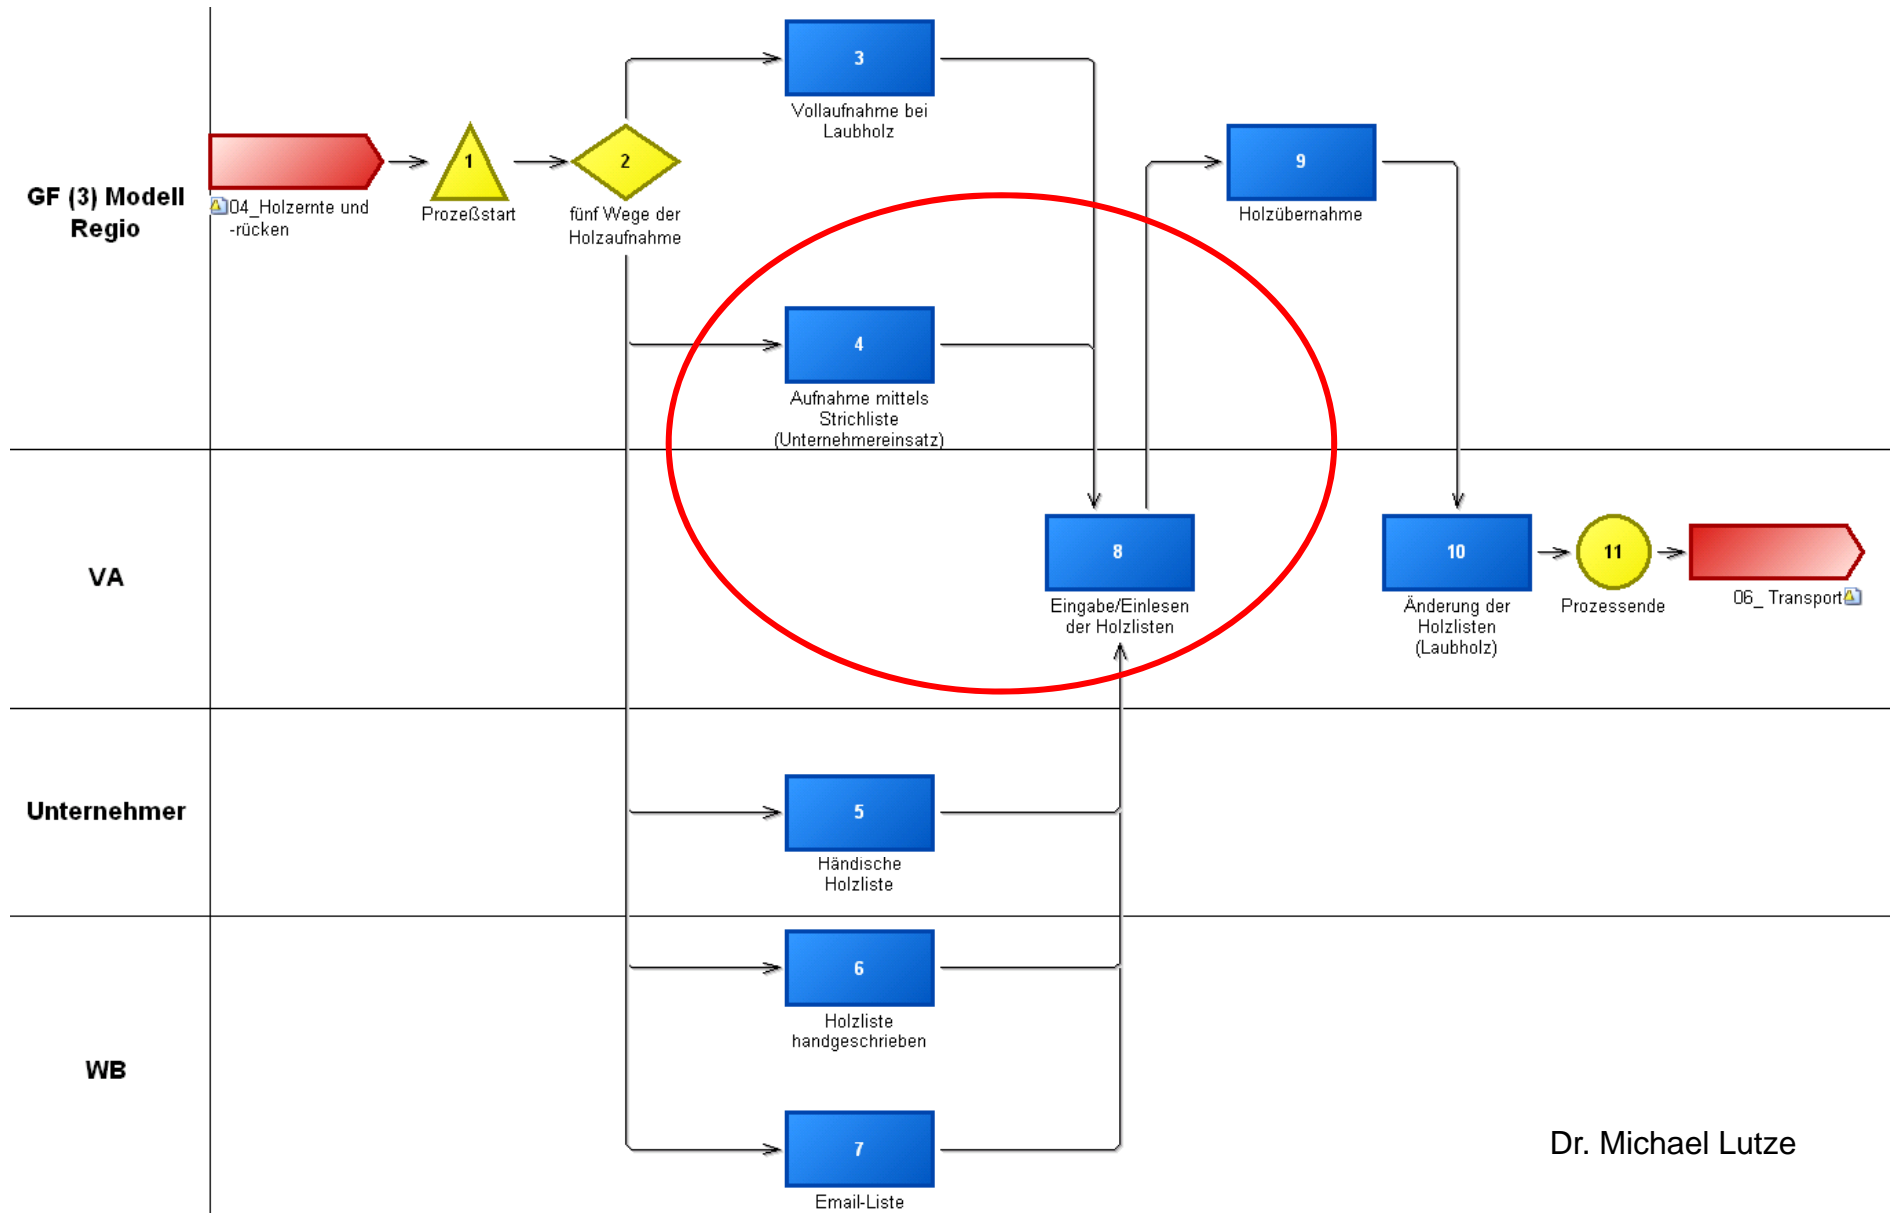 3
Vollaufnahme bei
Laubholz
GF (3) Modell
Regio
04_Holzernte und
-rücken
1
Prozeßstart
2
fünf Wege der
Holzaufnahme
9
Holzübernahme
4
Aufnahme mittels
Strichliste
(Unternehmereinsatz)
VA
8
Eingabe/Einlesen
der Holzlisten
10
Änderung der
Holzlisten
(Laubholz)
11
Prozessende
06_ Transport
Unternehmer
5
Händische
Holzliste
WB
6
Holzliste
handgeschrieben
7
Email-Liste
Dr. Michael Lutze